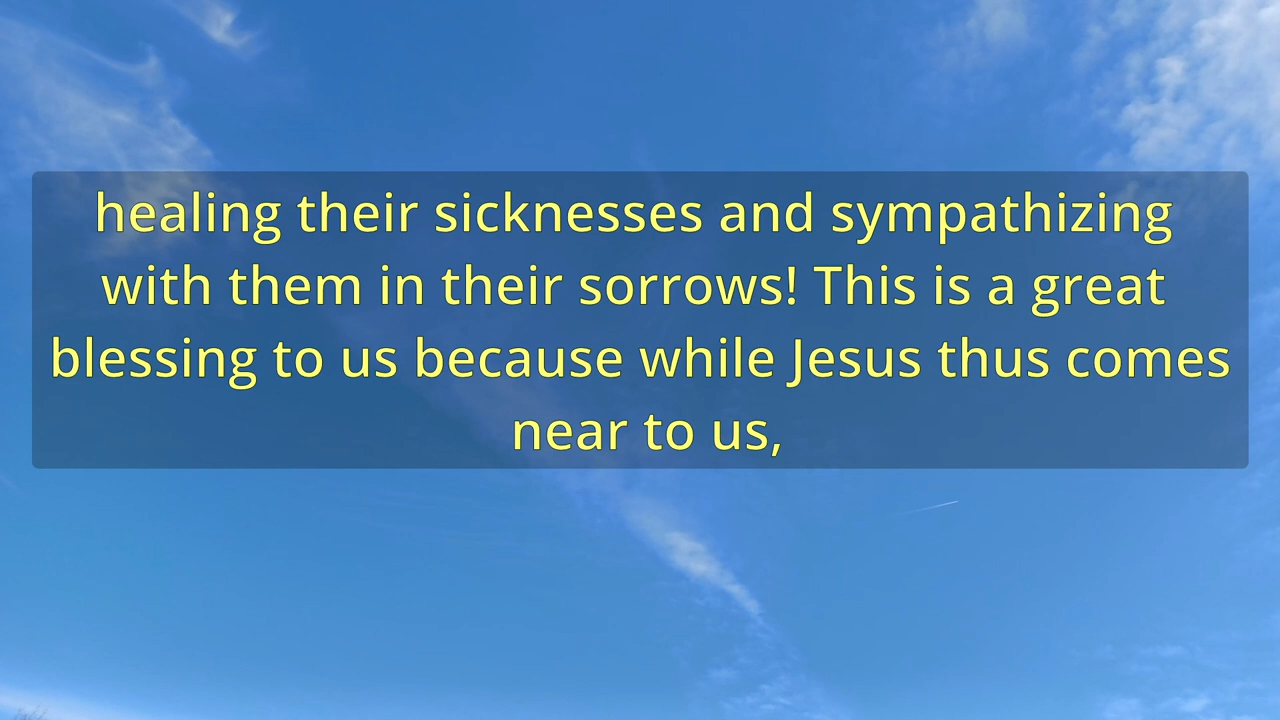 healing their sicknesses and sympathizing
with them in their sorrows! This is a great
blessing to us because while Jesus thus comes
near to us,